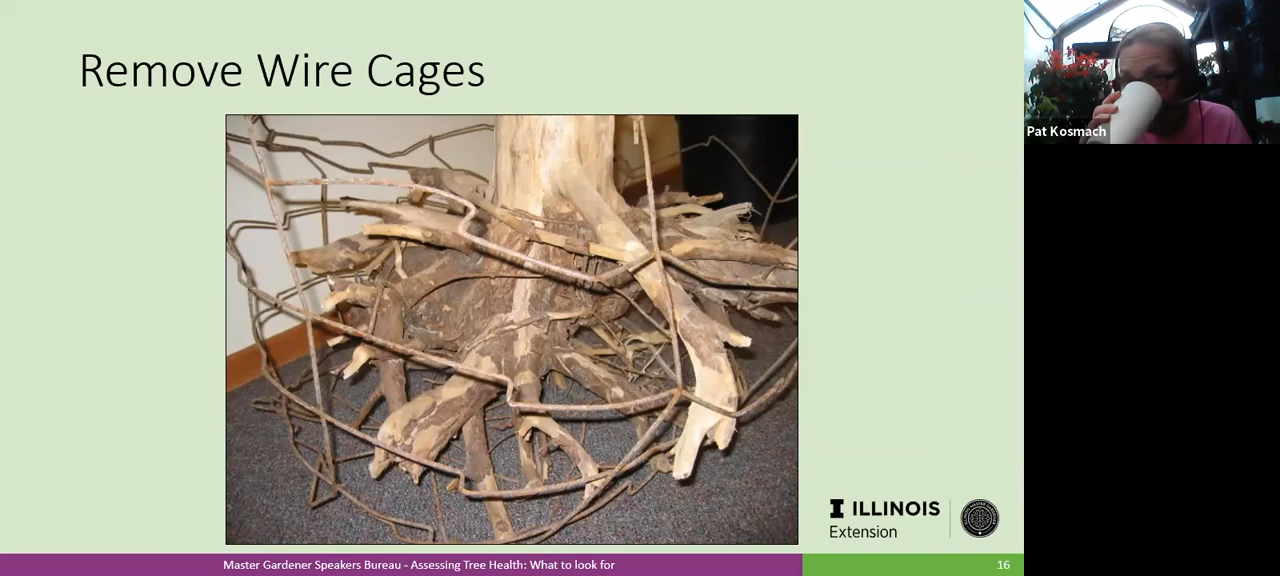 Remove Wire Cages
Pat Kosmach
ILLINOIS
Extension
Master Gardener Speakers Bureau - Assessing Tree Health: What to look for
16